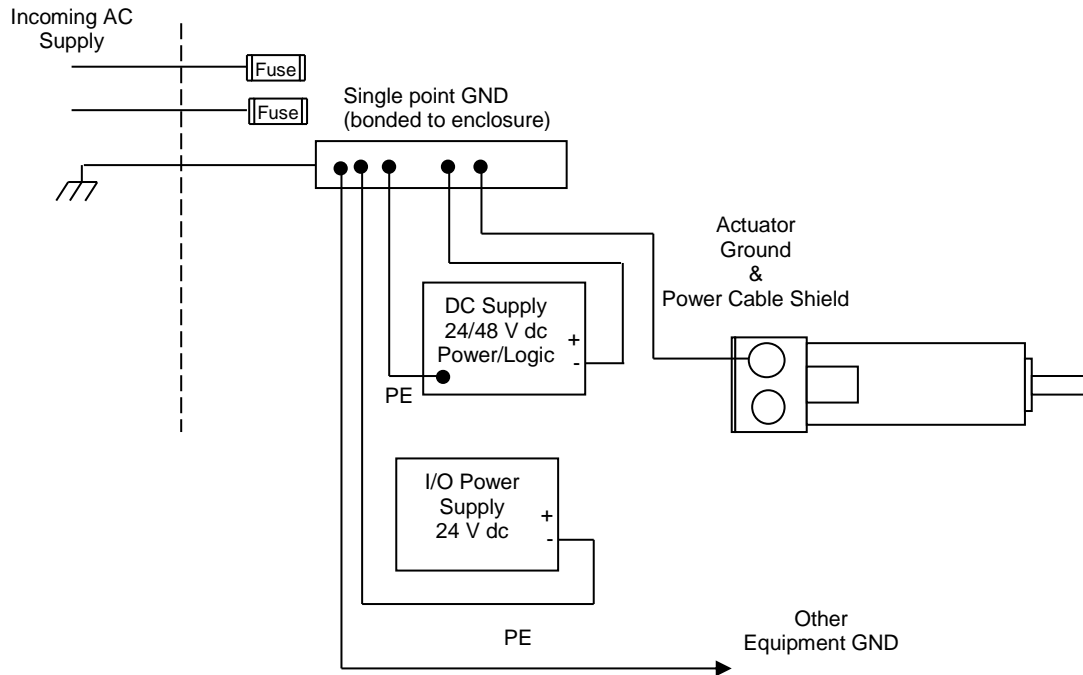 Incoming AC
Supply
Fuse
Fuse
Single point GND
(bonded to enclosure)
Actuator
Ground
&
Power Cable Shield
DC Supply
24/48 V dc
Power/Logic
+
-
PE
I/O Power
Supply
24 V dc
+
-
PE
Other
Equipment GND